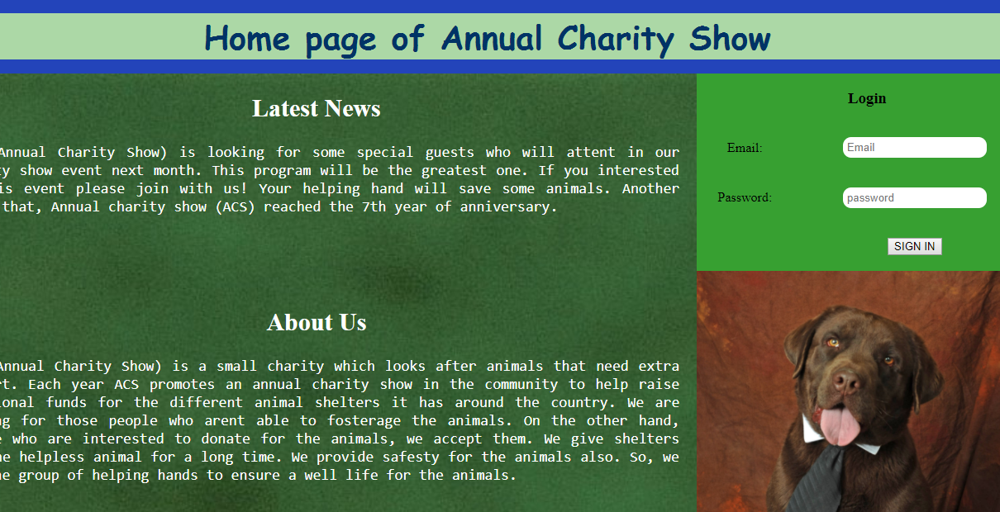 Home page of Annual Charity Show
Latest News
Annual Charity Show) is looking for some special guests who will attent in our
show event next month. This program will be the greatest one. If you interested
event please join with us! Your helping hand will save some animals. Another
that, Annual charity show (ACS) reached the 7th year of anniversary.
About Us
Annual Charity Show) is a small charity which looks after animals that need extra
Each year ACS promotes an annual charity show in the community to help raise
funds for the different animal shelters it has around the country. We are
for those people who arent able to fosterage the animals. On the other hand,
who are interested to donate for the animals, we accept them. We give shelters
helpless animal for a long time. We provide safesty for the animals also. So, we
group of helping hands to ensure a well life for the animals.
Login
Email:
Email
Password:
password
SIGN IN